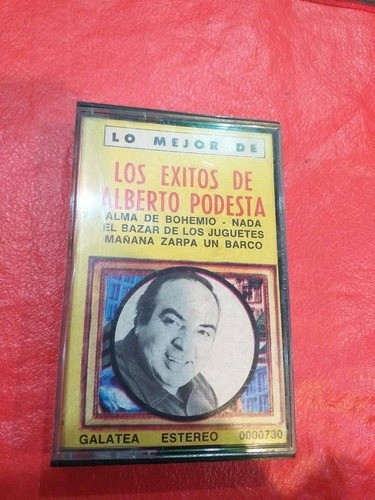 LO MEJOR DE
LOS EXITOS DE
ALBERTO PODESTA
ALMA DE BOHEMIO - NADA
EL BAZAR DE LOS JUGUETES
MAÑANA ZARPA UN BARCO
GALATEA ESTEREO 0000730